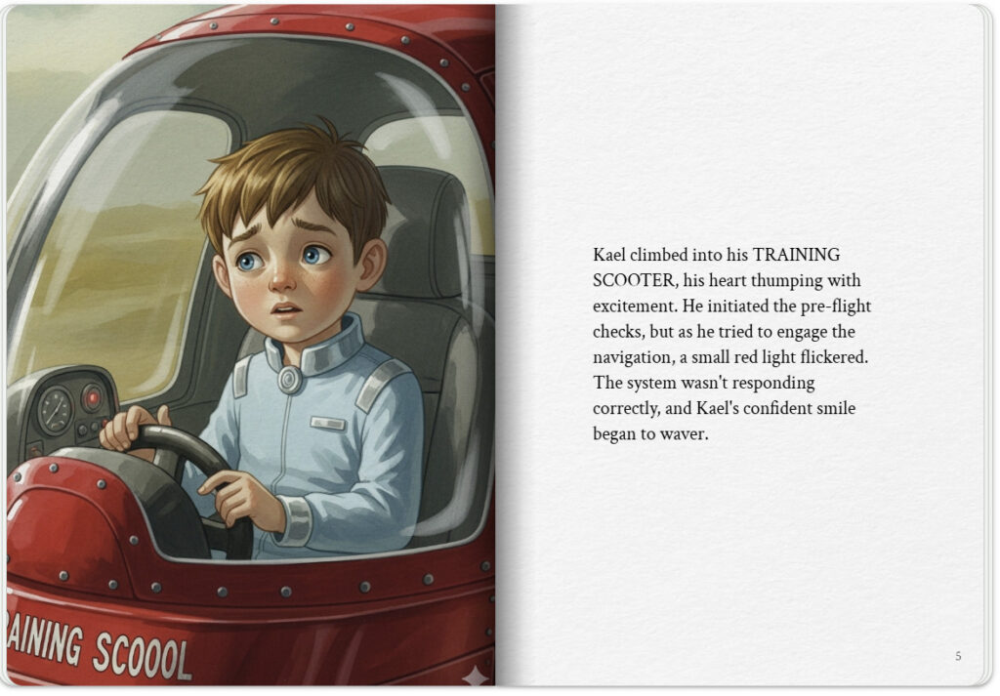 RAINING SCOOOL
Kael climbed into his TRAINING
SCOOTER, his heart thumping with
excitement. He initiated the pre-flight
checks, but as he tried to engage the
navigation, a small red light flickered.
The system wasn't responding
correctly, and Kael's confident smile
began to waver.
5